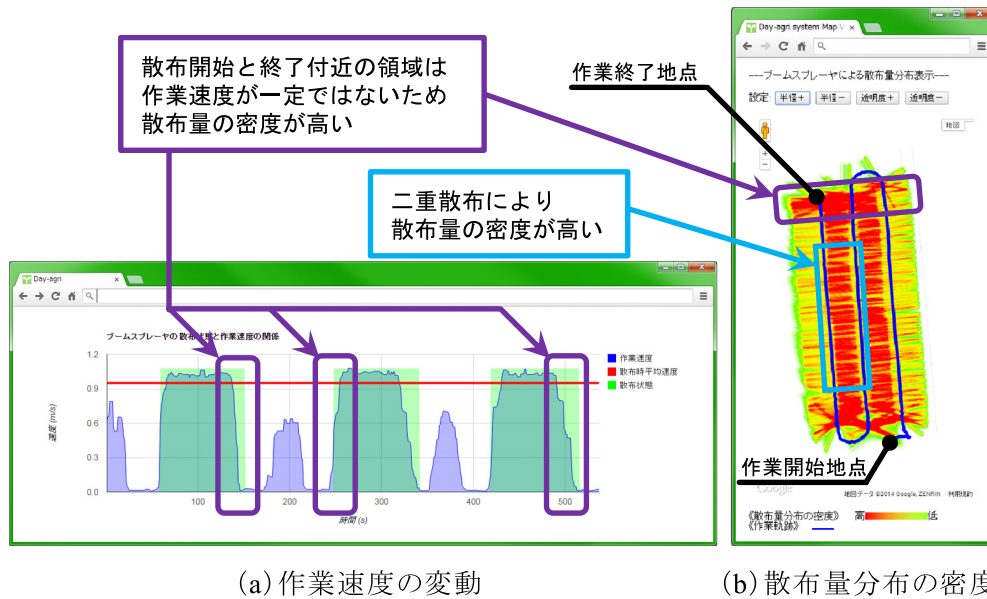 散布開始と終了付近の領域は
作業速度が一定ではないため
散布量の密度が高い
二重散布により
散布量の密度が高い
Day-agri
ブームスプレーヤの散布状態と作業速度の関係
1.2
0.9
0.6
0.3
0.0
速度 (m/s)
100
200
300
400
500
時間 (s)
作業速度
散布時平均速度
散布状態
(a)作業速度の変動
Day-agri system Map V
---ブームスプレーヤによる散布量分布表示---
設定: 半径+ 半径- 透明度+ 透明度-
地図
作業終了地点
作業開始地点
Google
地図データ ©2014 Google, ZENRIN 利用規約
《散布量分布の密度》 高 低
《作業軌跡》
(b)散布量分布の密度